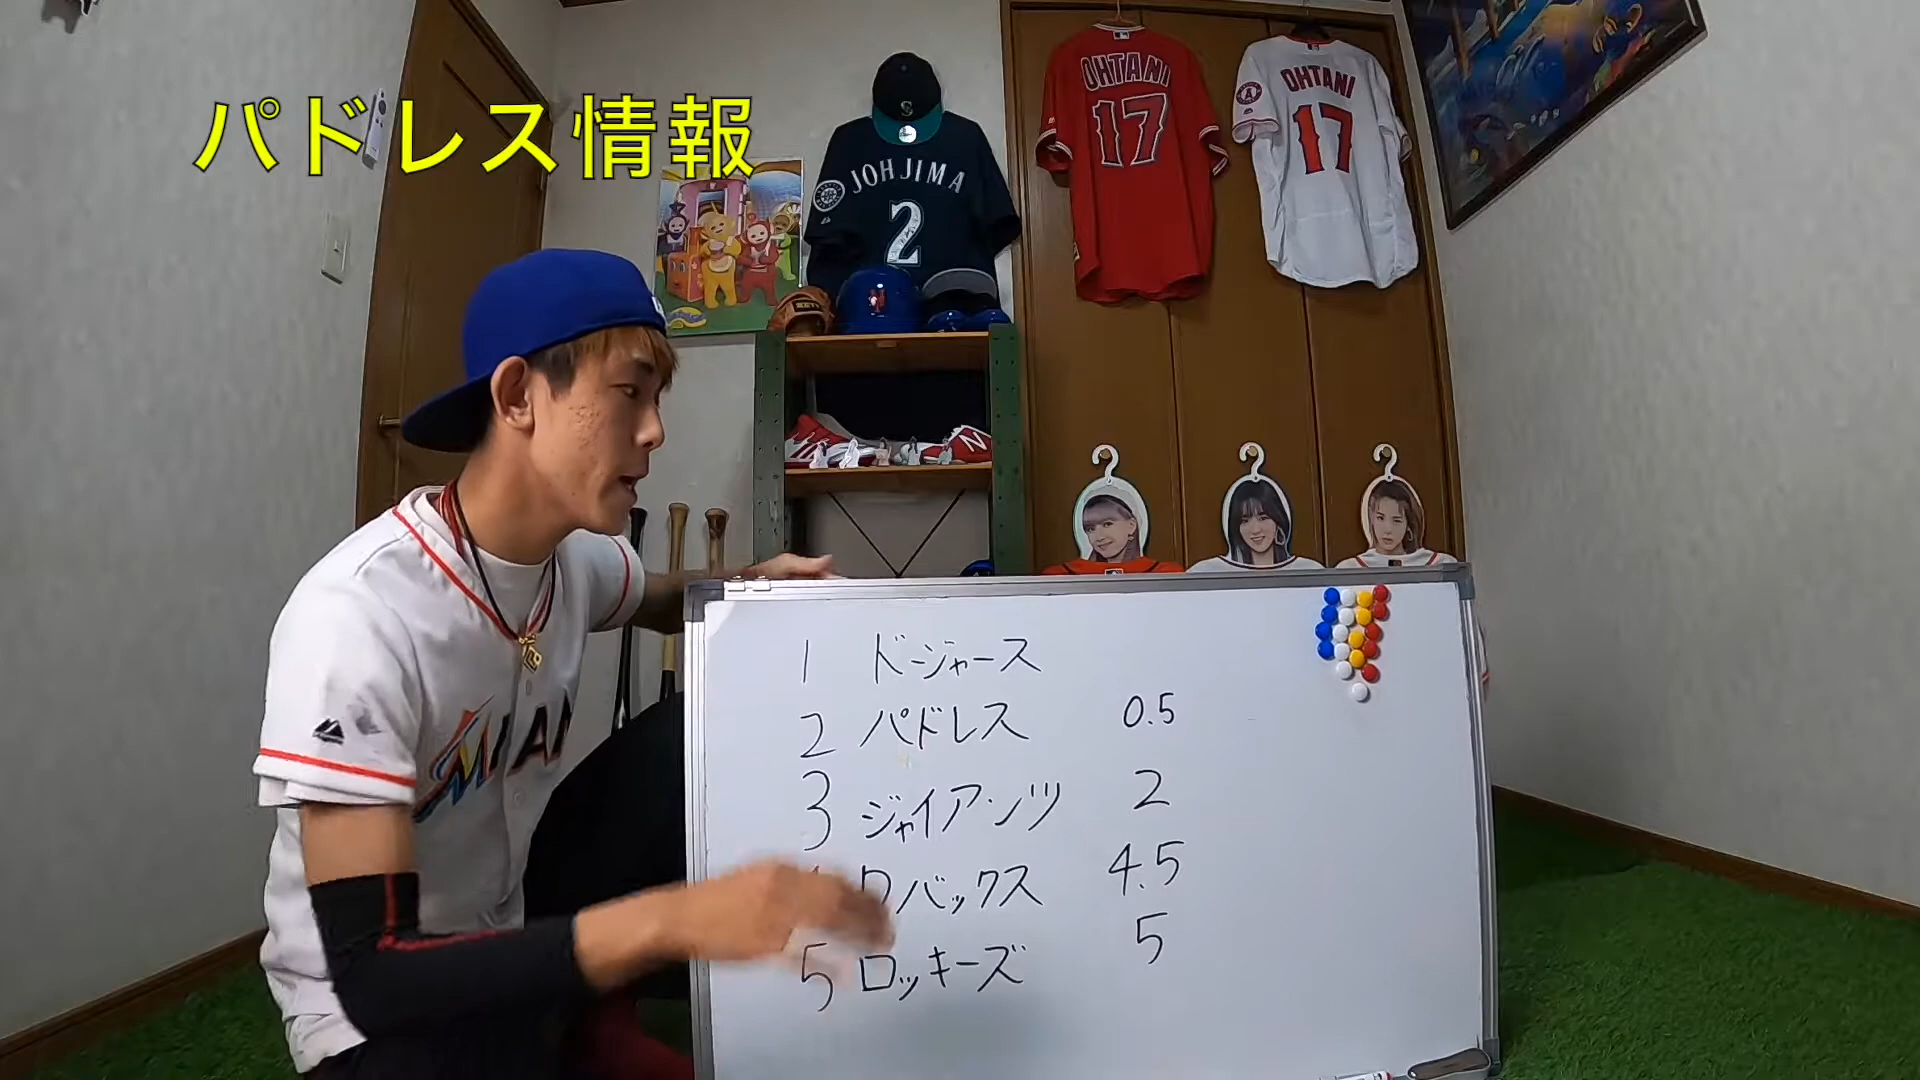 パドレス情報
OHTANI
17
OHTANI
17
JOHJIMA
2
MIAM
1 ドジャース
2 パドレス 0.5
3 ジャイアンツ 2
Dバックス 4.5
5 ロッキーズ 5